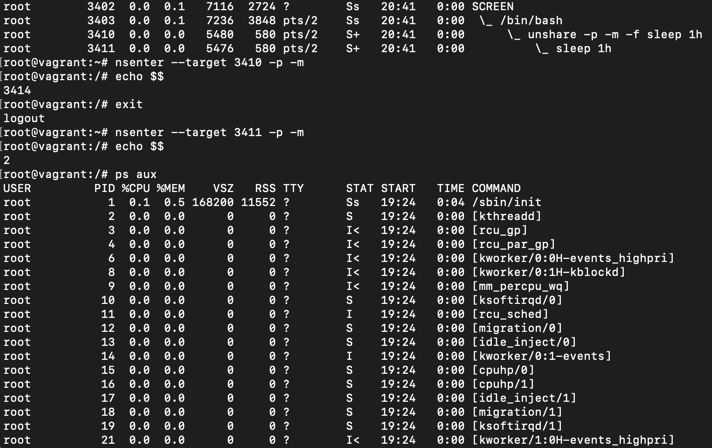 root        3402  0.0  0.1   7116  2724 ?        Ss   20:41   0:00 SCREEN
root        3403  0.0  0.1   7236  3848 pts/2    Ss   20:41   0:00  \_ /bin/bash
root        3410  0.0  0.0   5480   580 pts/2    S+   20:41   0:00      \_ unshare -p -m -f sleep 1h
root        3411  0.0  0.0   5476   580 pts/2    S+   20:41   0:00          \_ sleep 1h
[root@vagrant:~# nsenter --target 3410 -p -m
[root@vagrant:/# echo $$
3414
[root@vagrant:/# exit
logout
[root@vagrant:~# nsenter --target 3411 -p -m
[root@vagrant:/# echo $$
2
[root@vagrant:/# ps aux
USER         PID %CPU %MEM    VSZ   RSS TTY      STAT START   TIME COMMAND
root           1  0.1  0.5 168200 11552 ?        Ss   19:24   0:04 /sbin/init
root           2  0.0  0.0      0     0 ?        S    19:24   0:00 [kthreadd]
root           3  0.0  0.0      0     0 ?        I<   19:24   0:00 [rcu_gp]
root           4  0.0  0.0      0     0 ?        I<   19:24   0:00 [rcu_par_gp]
root           6  0.0  0.0      0     0 ?        I<   19:24   0:00 [kworker/0:0H-events_highpri]
root           8  0.0  0.0      0     0 ?        I<   19:24   0:00 [kworker/0:1H-kblockd]
root           9  0.0  0.0      0     0 ?        I<   19:24   0:00 [mm_percpu_wq]
root          10  0.0  0.0      0     0 ?        S    19:24   0:00 [ksoftirqd/0]
root          11  0.0  0.0      0     0 ?        I    19:24   0:00 [rcu_sched]
root          12  0.0  0.0      0     0 ?        S    19:24   0:00 [migration/0]
root          13  0.0  0.0      0     0 ?        S    19:24   0:00 [idle_inject/0]
root          14  0.0  0.0      0     0 ?        I    19:24   0:00 [kworker/0:1-events]
root          15  0.0  0.0      0     0 ?        S    19:24   0:00 [cpuhp/0]
root          16  0.0  0.0      0     0 ?        S    19:24   0:00 [cpuhp/1]
root          17  0.0  0.0      0     0 ?        S    19:24   0:00 [idle_inject/1]
root          18  0.0  0.0      0     0 ?        S    19:24   0:00 [migration/1]
root          19  0.0  0.0      0     0 ?        S    19:24   0:00 [ksoftirqd/1]
root          21  0.0  0.0      0     0 ?        I<   19:24   0:00 [kworker/1:0H-events_highpri]